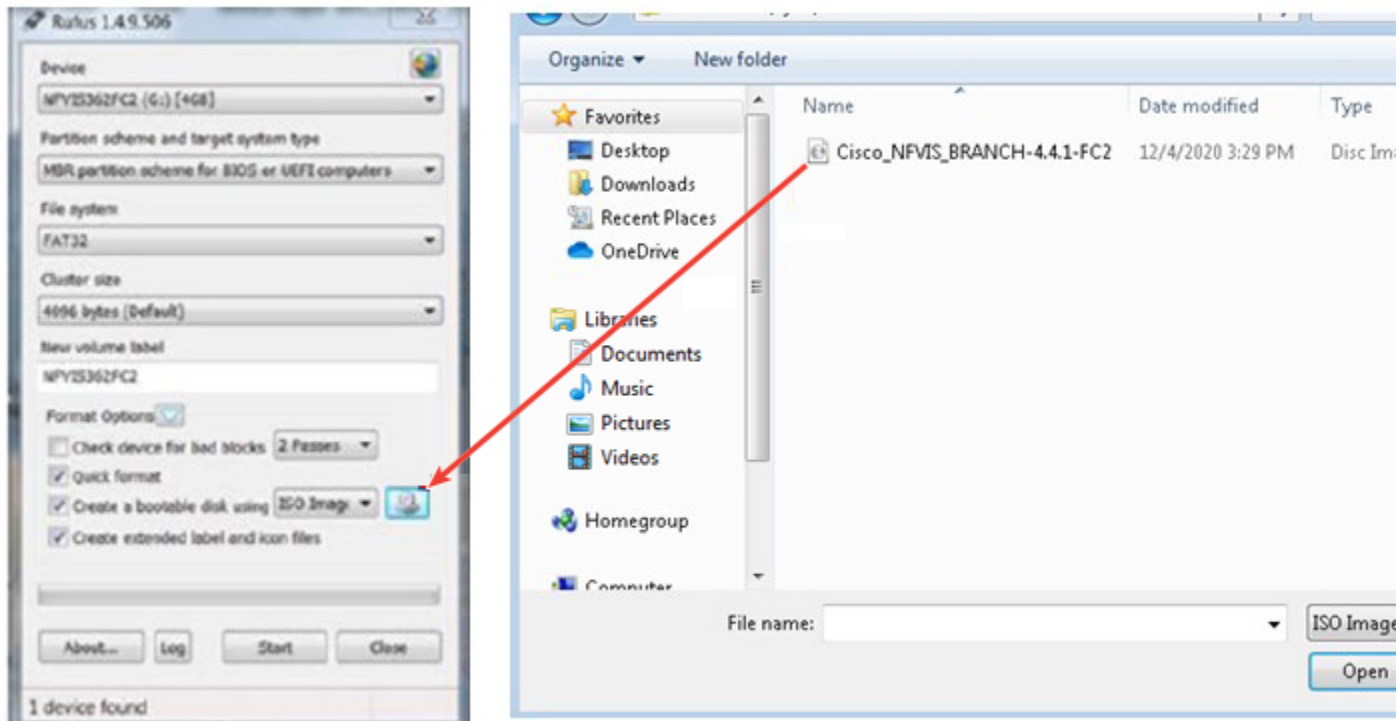 Rufus 1.4.9.506
Device
NFVIS362FC2 (G:) [4GB]
Partition scheme and target system type
MBR partition scheme for BIOS or UEFI computers
File system
FAT32
Cluster size
4096 bytes (Default)
New volume label
NFVIS362FC2
Format Options
Check device for bad blocks 2 Passes
Quick format
Create a bootable disk using ISO Image
Create extended label and icon files
About... Log Start Close
1 device found
Organize New folder
Name Date modified Type
Cisco_NFVIS_BRANCH-4.4.1-FC2 12/4/2020 3:29 PM Disc Ima
Favorites
Desktop
Downloads
Recent Places
OneDrive
Libraries
Documents
Music
Pictures
Videos
Homegroup
Computer
File name: ISO Image
Open